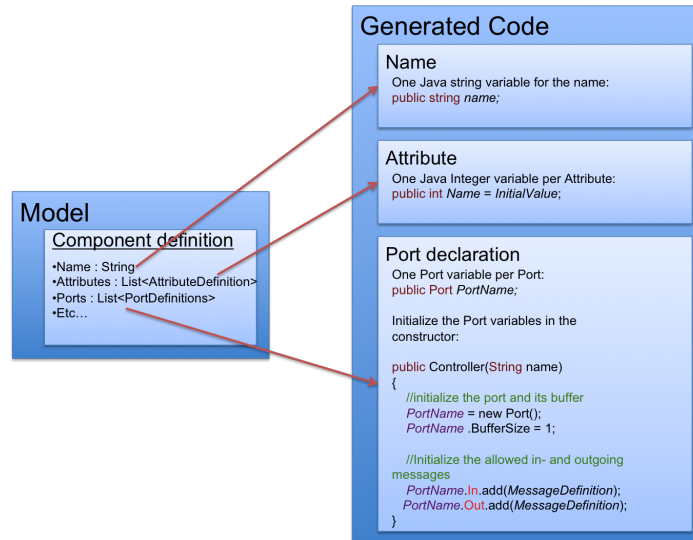 Model
Component definition
•Name : String
•Attributes : List<AttributeDefinition>
•Ports : List<PortDefinitions>
•Etc…
Generated Code
Name
One Java string variable for the name:
public string name;
Attribute
One Java Integer variable per Attribute:
public int Name = InitialValue;
Port declaration
One Port variable per Port:
public Port PortName;
Initialize the Port variables in the
constructor:
public Controller(String name)
{
//initialize the port and its buffer
PortName = new Port();
PortName .BufferSize = 1;
//Initialize the allowed in- and outgoing
messages
PortName.In.add(MessageDefinition);
PortName.Out.add(MessageDefinition);
}